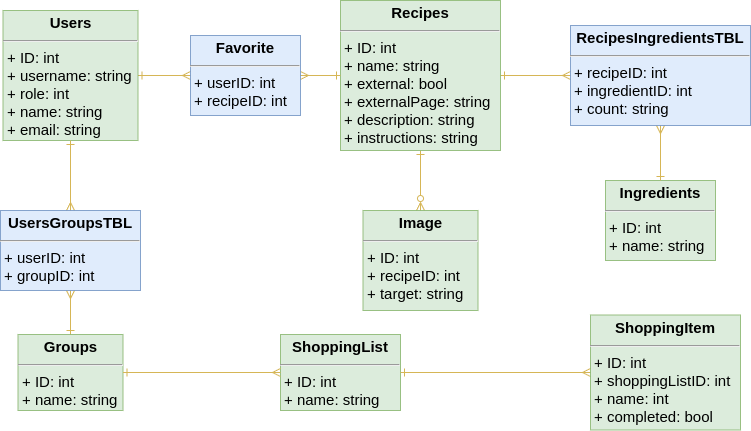 Users
+ ID: int
+ username: string
+ role: int
+ name: string
+ email: string
Favorite
+ userID: int
+ recipeID: int
Recipes
+ ID: int
+ name: string
+ external: bool
+ externalPage: string
+ description: string
+ instructions: string
RecipesIngredientsTBL
+ recipeID: int
+ ingredientID: int
+ count: string
UsersGroupsTBL
+ userID: int
+ groupID: int
Image
+ ID: int
+ recipeID: int
+ target: string
Ingredients
+ ID: int
+ name: string
Groups
+ ID: int
+ name: string
ShoppingList
+ ID: int
+ name: string
ShoppingItem
+ ID: int
+ shoppingListID: int
+ name: int
+ completed: bool